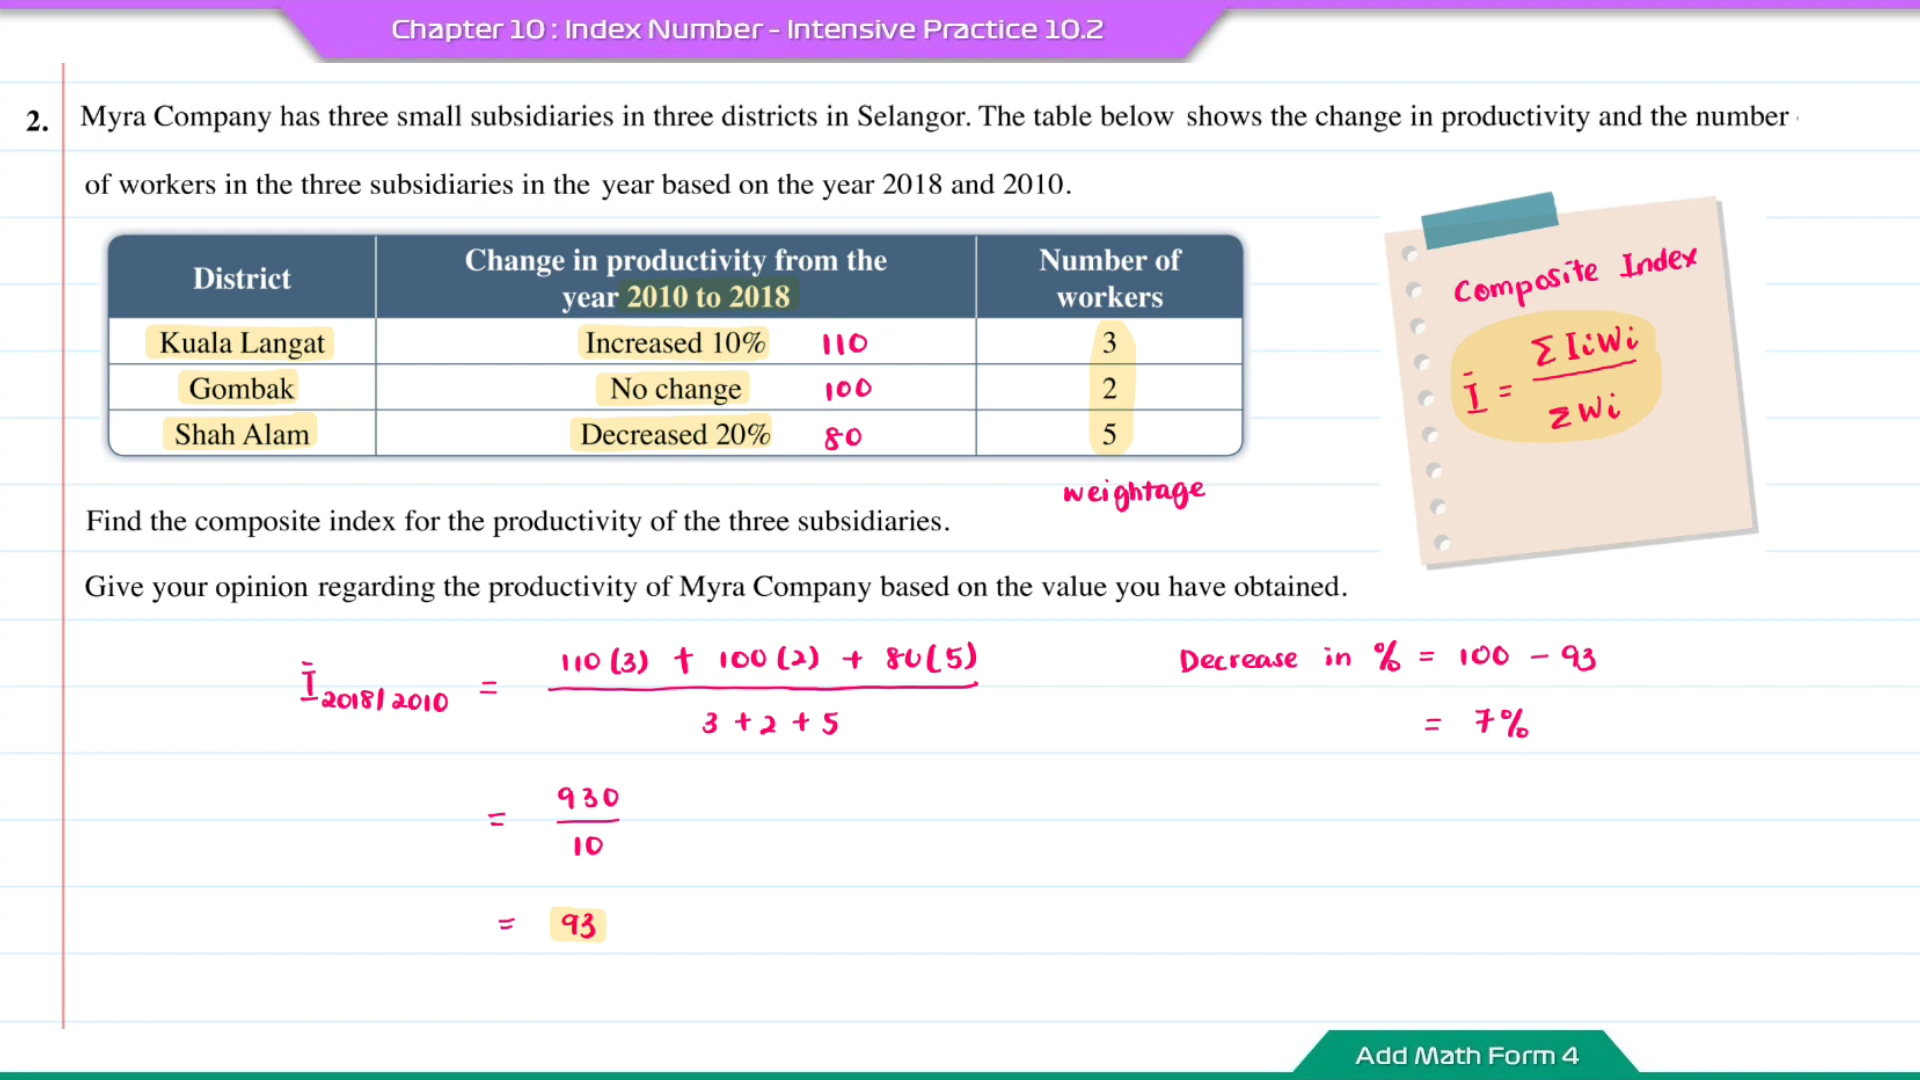 Chapter 10 : Index Number - Intensive Practice 10.2
2. Myra Company has three small subsidiaries in three districts in Selangor. The table below shows the change in productivity and the number
of workers in the three subsidiaries in the year based on the year 2018 and 2010.
District | Change in productivity from the year 2010 to 2018 | Number of workers
Kuala Langat | Increased 10% 110 | 3
Gombak | No change 100 | 2
Shah Alam | Decreased 20% 80 | 5
weightage
Composite Index
Ī = Σ IiWi / Σ Wi
Find the composite index for the productivity of the three subsidiaries.
Give your opinion regarding the productivity of Myra Company based on the value you have obtained.
Ī 2018/2010 = 110 (3) + 100 (2) + 80 (5) / 3 + 2 + 5
= 930 / 10
= 93
Decrease in % = 100 - 93
= 7%
Add Math Form 4